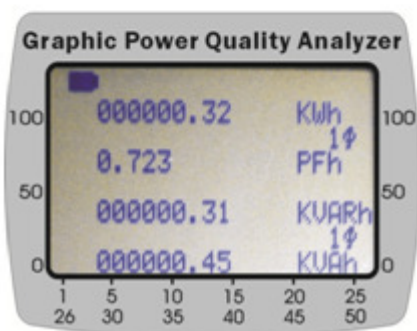 Graphic Power Quality Analyzer
000000.32 KWh
100 100
1φ
0.723 PFh
50 50
000000.31 KVARh
1φ
0 000000.45 KVAh 0
1 5 10 15 20 25
26 30 35 40 45 50